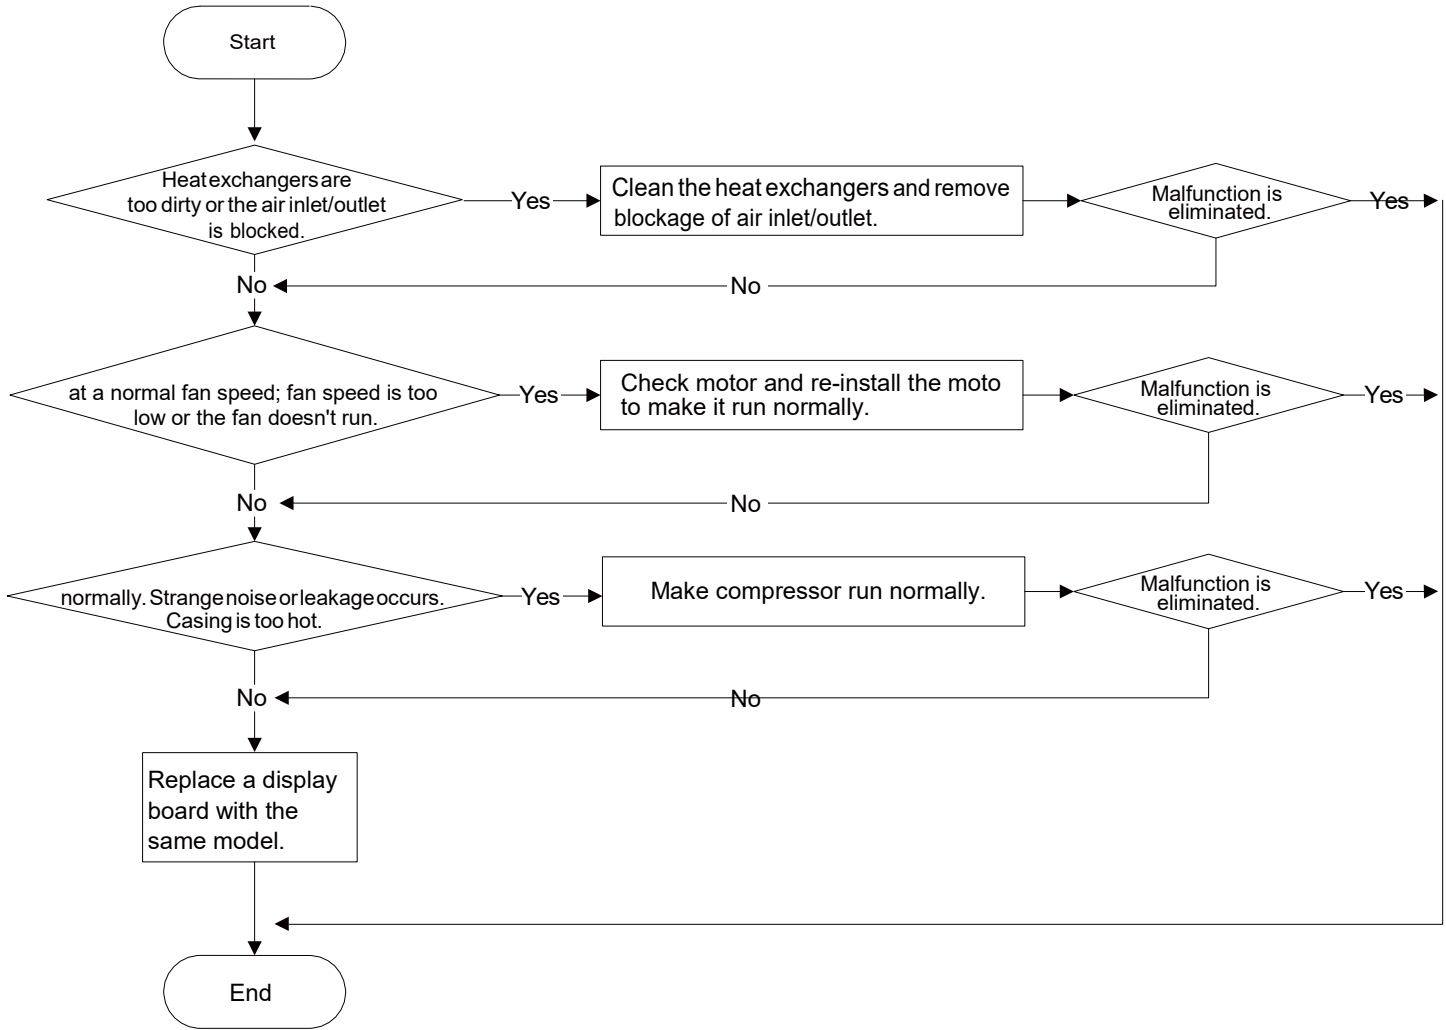 Start
Heat exchangers are
too dirty or the air inlet/outlet
is blocked.
Yes
Clean the heat exchangers and remove
blockage of air inlet/outlet.
Malfunction is
eliminated.
Yes
No
No
at a normal fan speed; fan speed is too
low or the fan doesn't run.
Yes
Check motor and re-install the moto
to make it run normally.
Malfunction is
eliminated.
Yes
No
No
normally. Strange noise or leakage occurs.
Casing is too hot.
Yes
Make compressor run normally.
Malfunction is
eliminated.
Yes
No
No
Replace a display
board with the
same model.
End